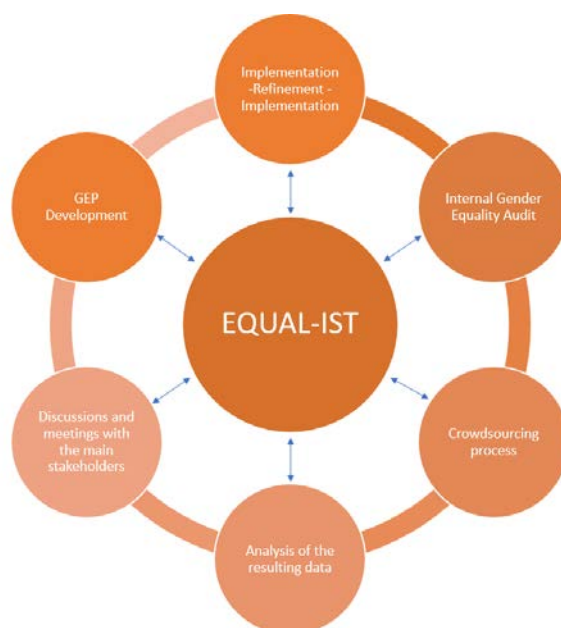 Implementation
-Refinement -
Implementation
GEP
Development
Internal Gender
Equality Audit
EQUAL-IST
Discussions and
meetings with
the main
stakeholders
Crowdsourcing
process
Analysis of the
resulting data